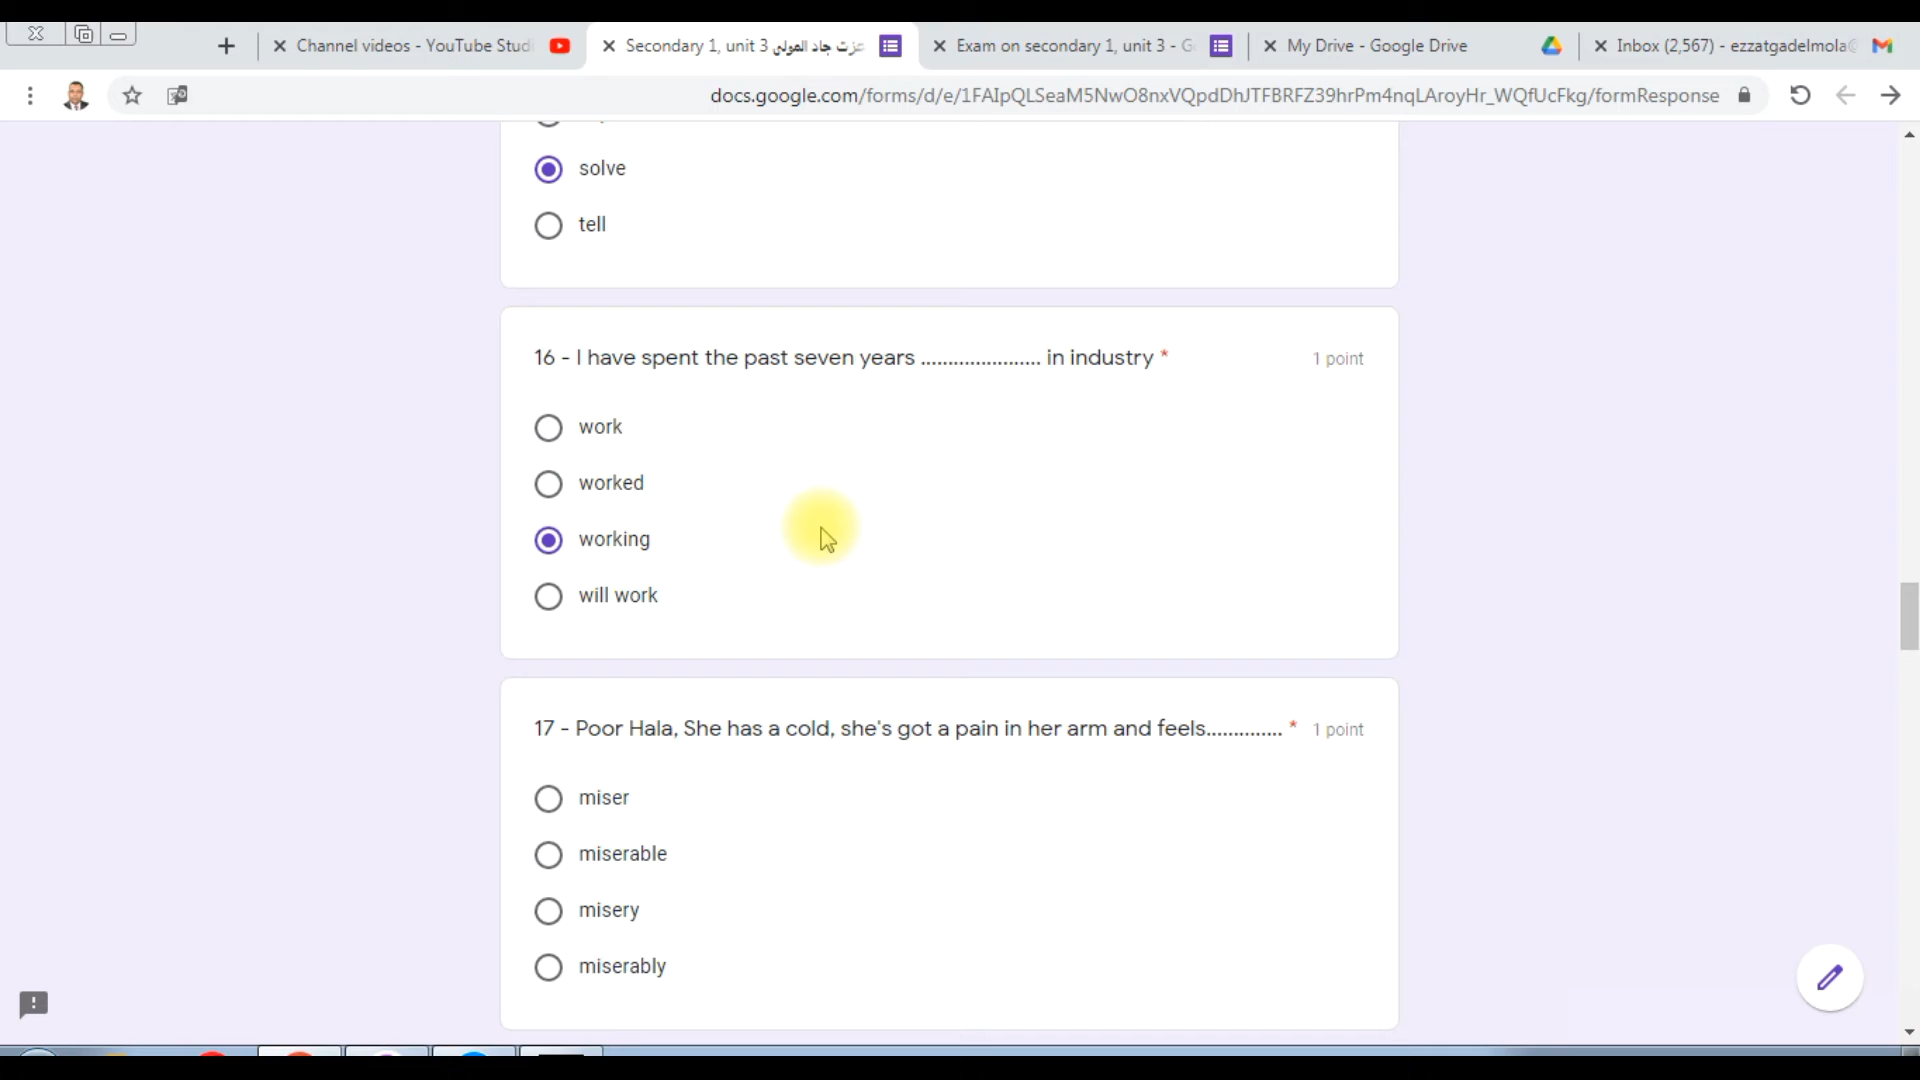 Channel videos - YouTube Studi
Secondary 1, unit 3 عزت جاد المولى
Exam on secondary 1, unit 3 - G
My Drive - Google Drive
Inbox (2,567) - ezzatgadelmola@
docs.google.com/forms/d/e/1FAIpQLSeaM5NwO8nxVQpdDhJTFBRFZ39hrPm4nqLAroyHr_WQfUcFkg/formResponse
solve
tell
16 - I have spent the past seven years ...................... in industry * 1 point
work
worked
working
will work
17 - Poor Hala, She has a cold, she's got a pain in her arm and feels.............. * 1 point
miser
miserable
misery
miserably